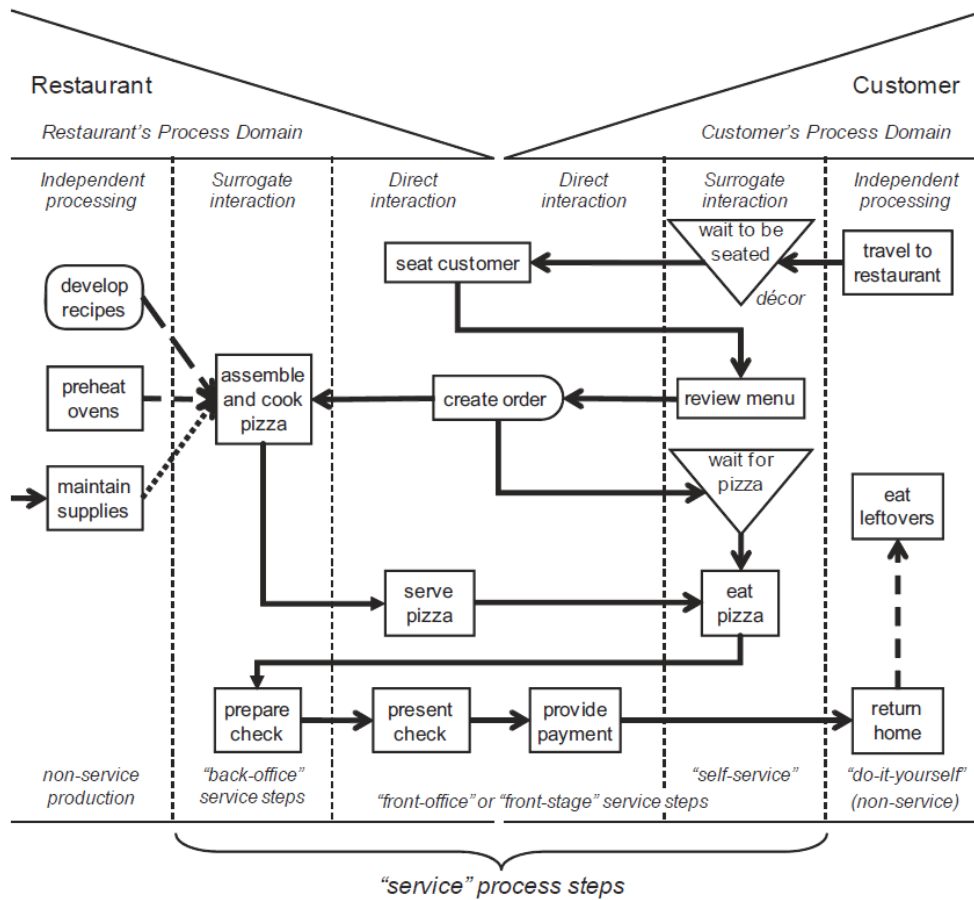 Restaurant
Customer
Restaurant's Process Domain
Customer's Process Domain
Independent
processing
Surrogate
interaction
Direct
interaction
Direct
interaction
Surrogate
interaction
Independent
processing
wait to be
seated
décor
travel to
restaurant
seat customer
develop
recipes
preheat
ovens
assemble
and cook
pizza
create order
review menu
maintain
supplies
wait for
pizza
eat
leftovers
serve
pizza
eat
pizza
prepare
check
present
check
provide
payment
return
home
non-service
production
"back-office"
service steps
"front-office" or "front-stage" service steps
"self-service"
"do-it-yourself"
(non-service)
"service" process steps